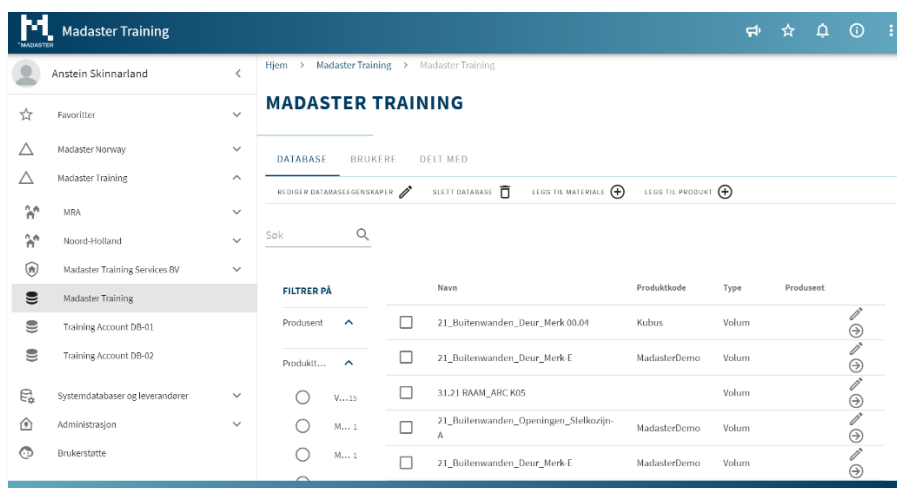 MADASTER
Madaster Training
Anstein Skinnarland
Favoritter
Madaster Norway
Madaster Training
MRA
Noord-Holland
Madaster Training Services BV
Madaster Training
Training Account DB-01
Training Account DB-02
Systemdatabaser og leverandører
Administrasjon
Brukerstøtte
Hjem > Madaster Training > Madaster Training
MADASTER TRAINING
DATABASE BRUKERE DELT MED
REDIGER DATABASEEGENSKAPER SLETT DATABASE LEGG TIL MATERIALE LEGG TIL PRODUKT
Søk
FILTRER PÅ
Produsent
Produktt...
V...15
M... 1
M... 1
Navn Produktkode Type Produsent
21_Buitenwanden_Deur_Merk 00.04 Kubus Volum
21_Buitenwanden_Deur_Merk-E MadasterDemo Volum
31.21 RAAM_ARC K05 Volum
21_Buitenwanden_Openingen_Stelkozijn-
A MadasterDemo Volum
21_Buitenwanden_Deur_Merk-E MadasterDemo Volum